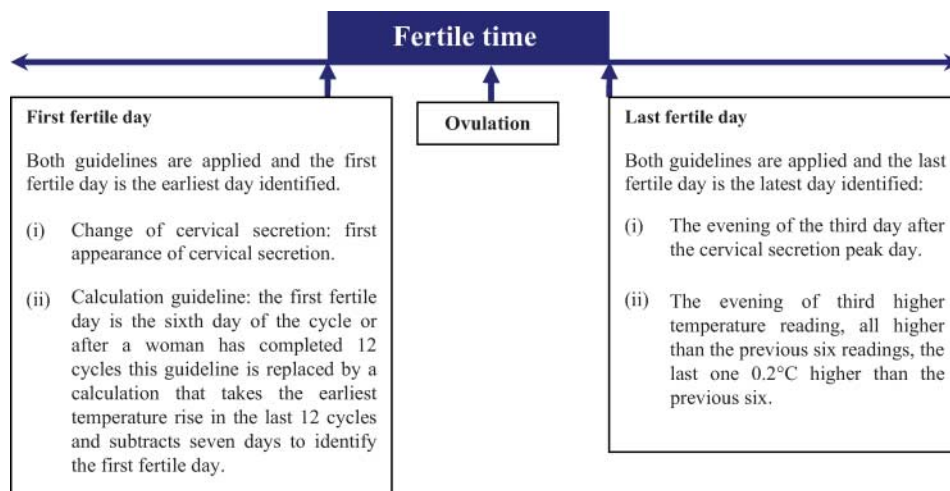 Fertile time
First fertile day
Both guidelines are applied and the first
fertile day is the earliest day identified.
(i) Change of cervical secretion: first
appearance of cervical secretion.
(ii) Calculation guideline: the first fertile
day is the sixth day of the cycle or
after a woman has completed 12
cycles this guideline is replaced by a
calculation that takes the earliest
temperature rise in the last 12 cycles
and subtracts seven days to identify
the first fertile day.
Ovulation
Last fertile day
Both guidelines are applied and the last
fertile day is the latest day identified:
(i) The evening of the third day after
the cervical secretion peak day.
(ii) The evening of third higher
temperature reading, all higher
than the previous six readings, the
last one 0.2°C higher than the
previous six.